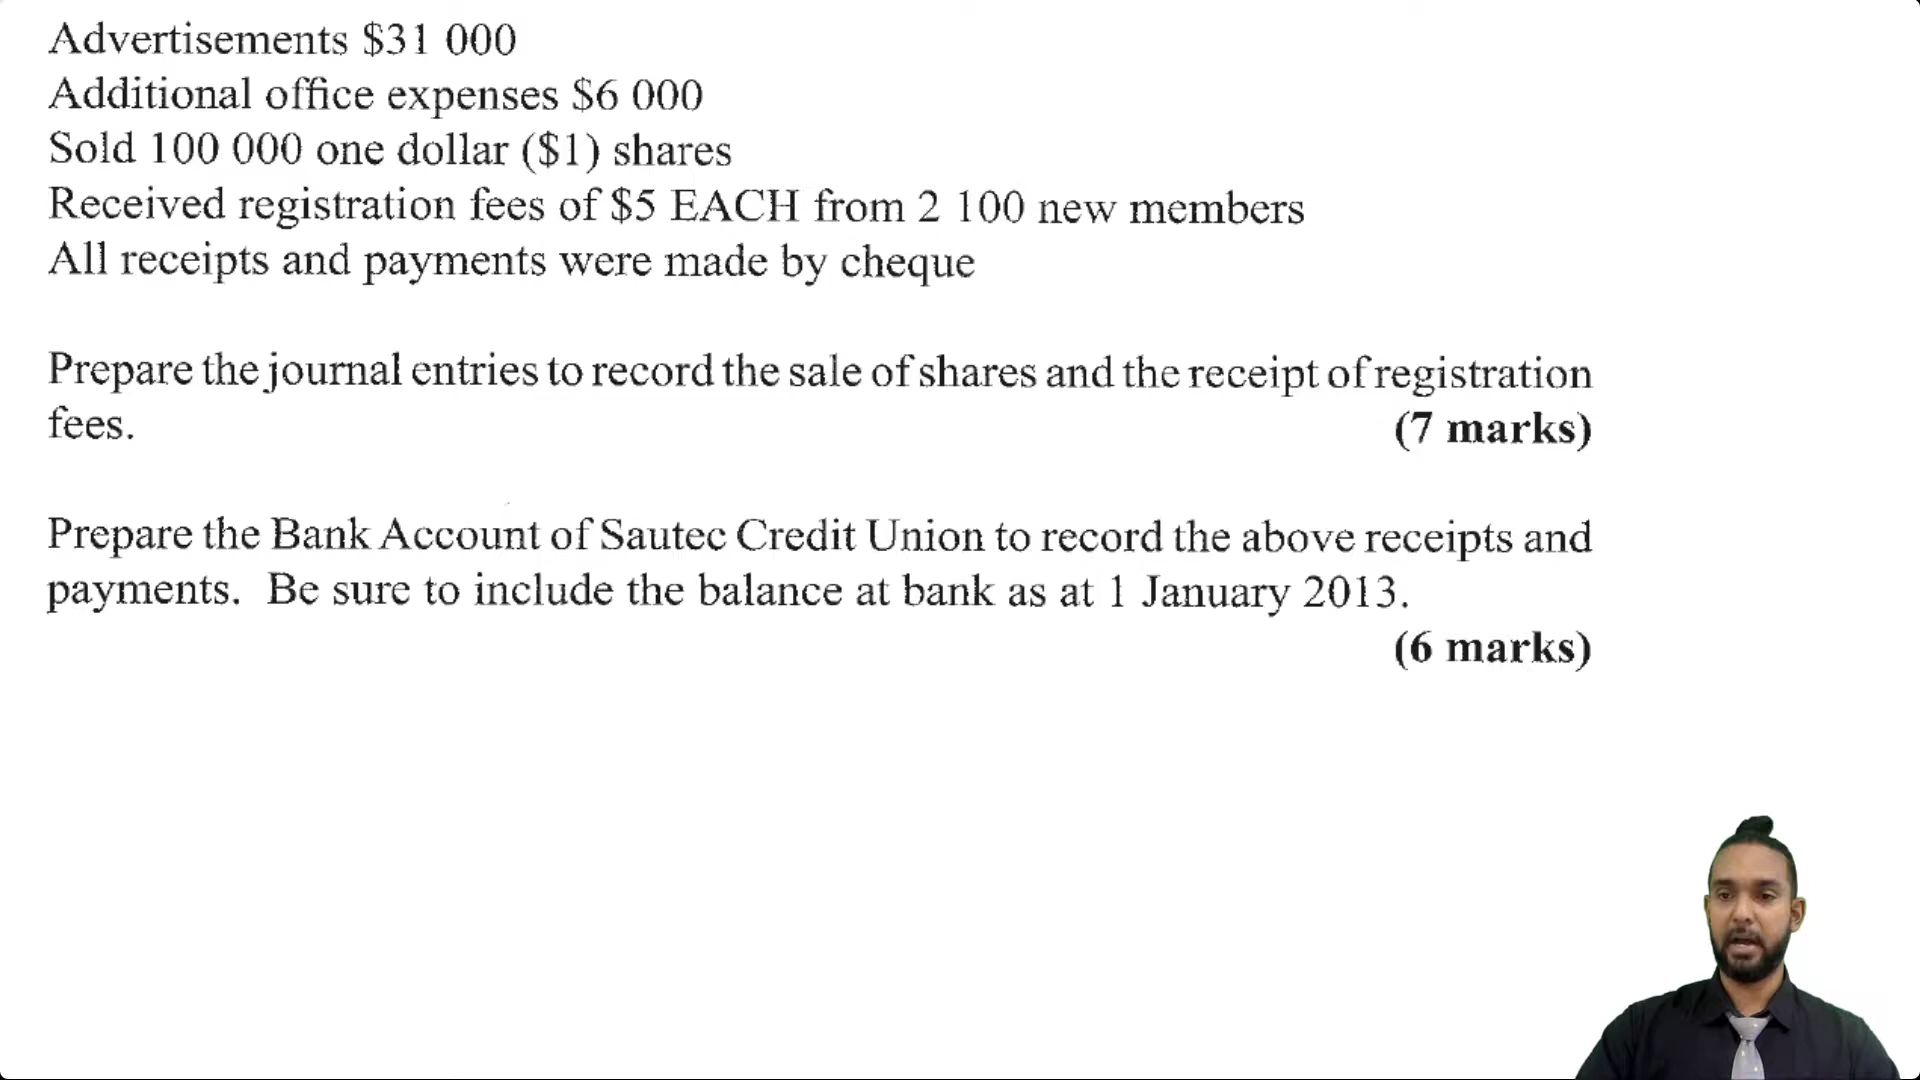 Advertisements $31 000
Additional office expenses $6 000
Sold 100 000 one dollar ($1) shares
Received registration fees of $5 EACH from 2 100 new members
All receipts and payments were made by cheque
Prepare the journal entries to record the sale of shares and the receipt of registration
fees.
(7 marks)
Prepare the Bank Account of Sautec Credit Union to record the above receipts and
payments. Be sure to include the balance at bank as at 1 January 2013.
(6 marks)